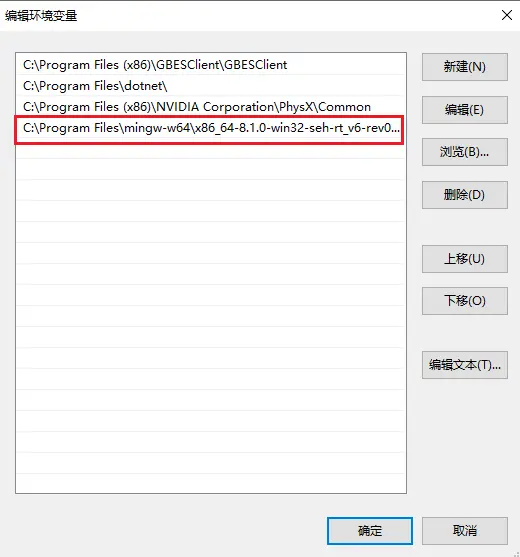 编辑环境变量
C:\Program Files (x86)\GBESClient\GBESClient
C:\Program Files\dotnet\
C:\Program Files (x86)\NVIDIA Corporation\PhysX\Common
C:\Program Files\mingw-w64\x86_64-8.1.0-win32-seh-rt_v6-rev0...
新建(N)
编辑(E)
浏览(B)...
删除(D)
上移(U)
下移(O)
编辑文本(T)...
确定
取消